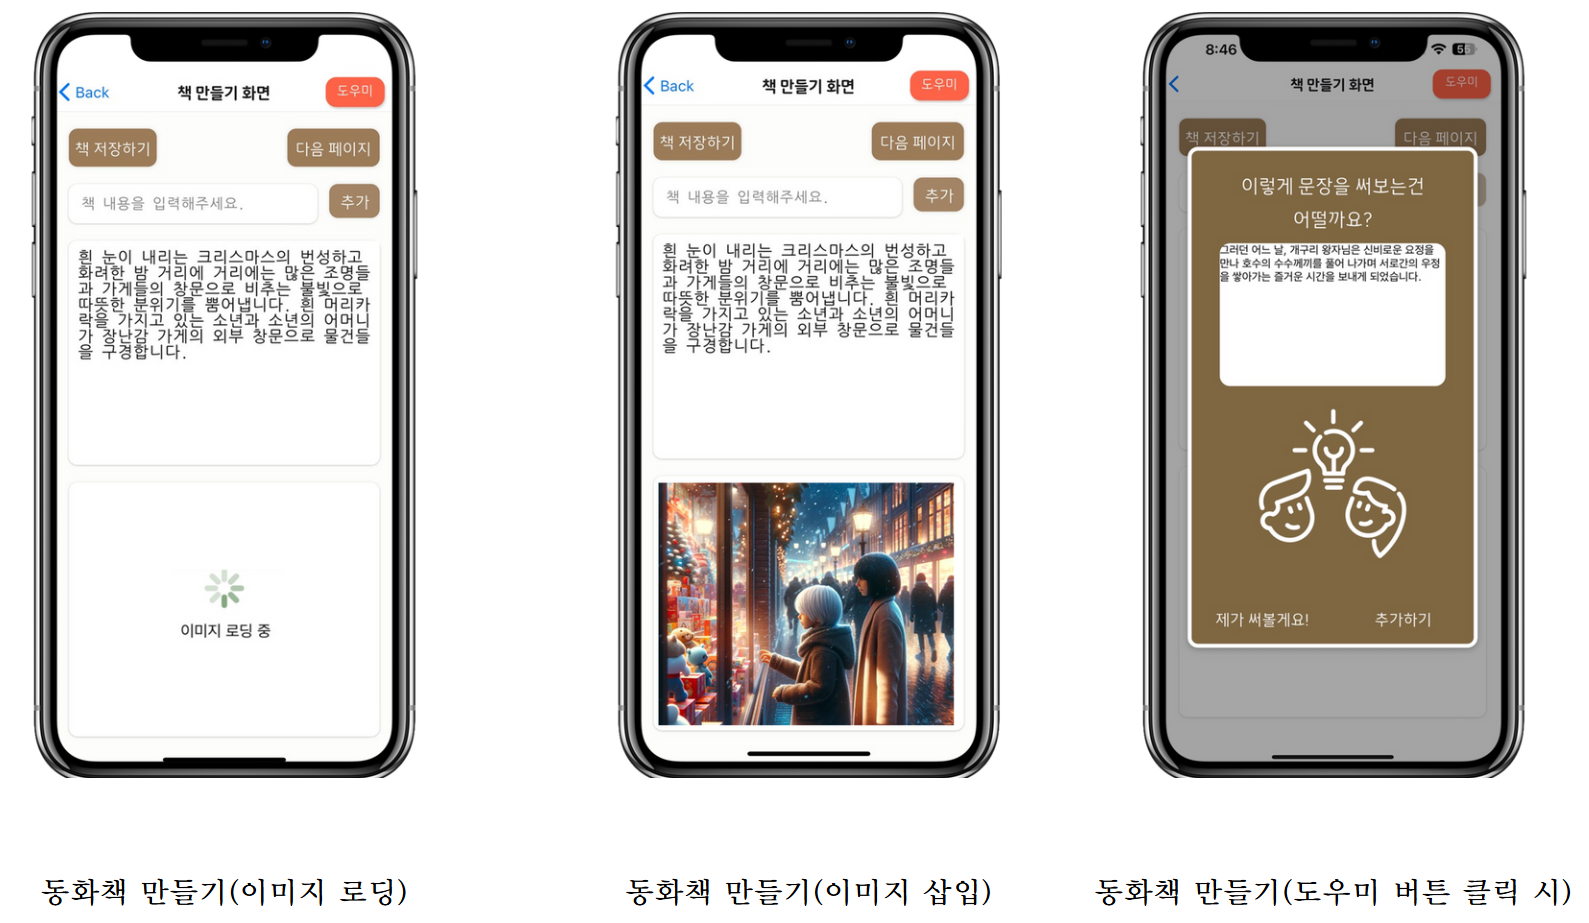 Back
책 만들기 화면
도우미
책 저장하기
다음 페이지
책 내용을 입력해주세요.
추가
흰 눈이 내리는 크리스마스의 번성하고
화려한 밤 거리에 거리에는 많은 조명들
과 가게들의 창문으로 비추는 불빛으로
따뜻한 분위기를 뿜어냅니다. 흰 머리카
락을 가지고 있는 소년과 소년의 어머니
가 장난감 가게의 외부 창문으로 물건들
을 구경합니다.
이미지 로딩 중
동화책 만들기(이미지 로딩)
Back
책 만들기 화면
도우미
책 저장하기
다음 페이지
책 내용을 입력해주세요.
추가
흰 눈이 내리는 크리스마스의 번성하고
화려한 밤 거리에 거리에는 많은 조명들
과 가게들의 창문으로 비추는 불빛으로
따뜻한 분위기를 뿜어냅니다. 흰 머리카
락을 가지고 있는 소년과 소년의 어머니
가 장난감 가게의 외부 창문으로 물건들
을 구경합니다.
동화책 만들기(이미지 삽입)
8:46
책 만들기 화면
도우미
책 저장하기
다음 페이지
이렇게 문장을 써보는건
어떨까요?
그러던 어느 날, 개구리 왕자님은 신비로운 요정을
만나 호수의 수수께끼를 풀어 나가며 서로간의 우정
을 쌓아가는 즐거운 시간을 보내게 되었습니다.
제가 써볼게요!
추가하기
동화책 만들기(도우미 버튼 클릭 시)